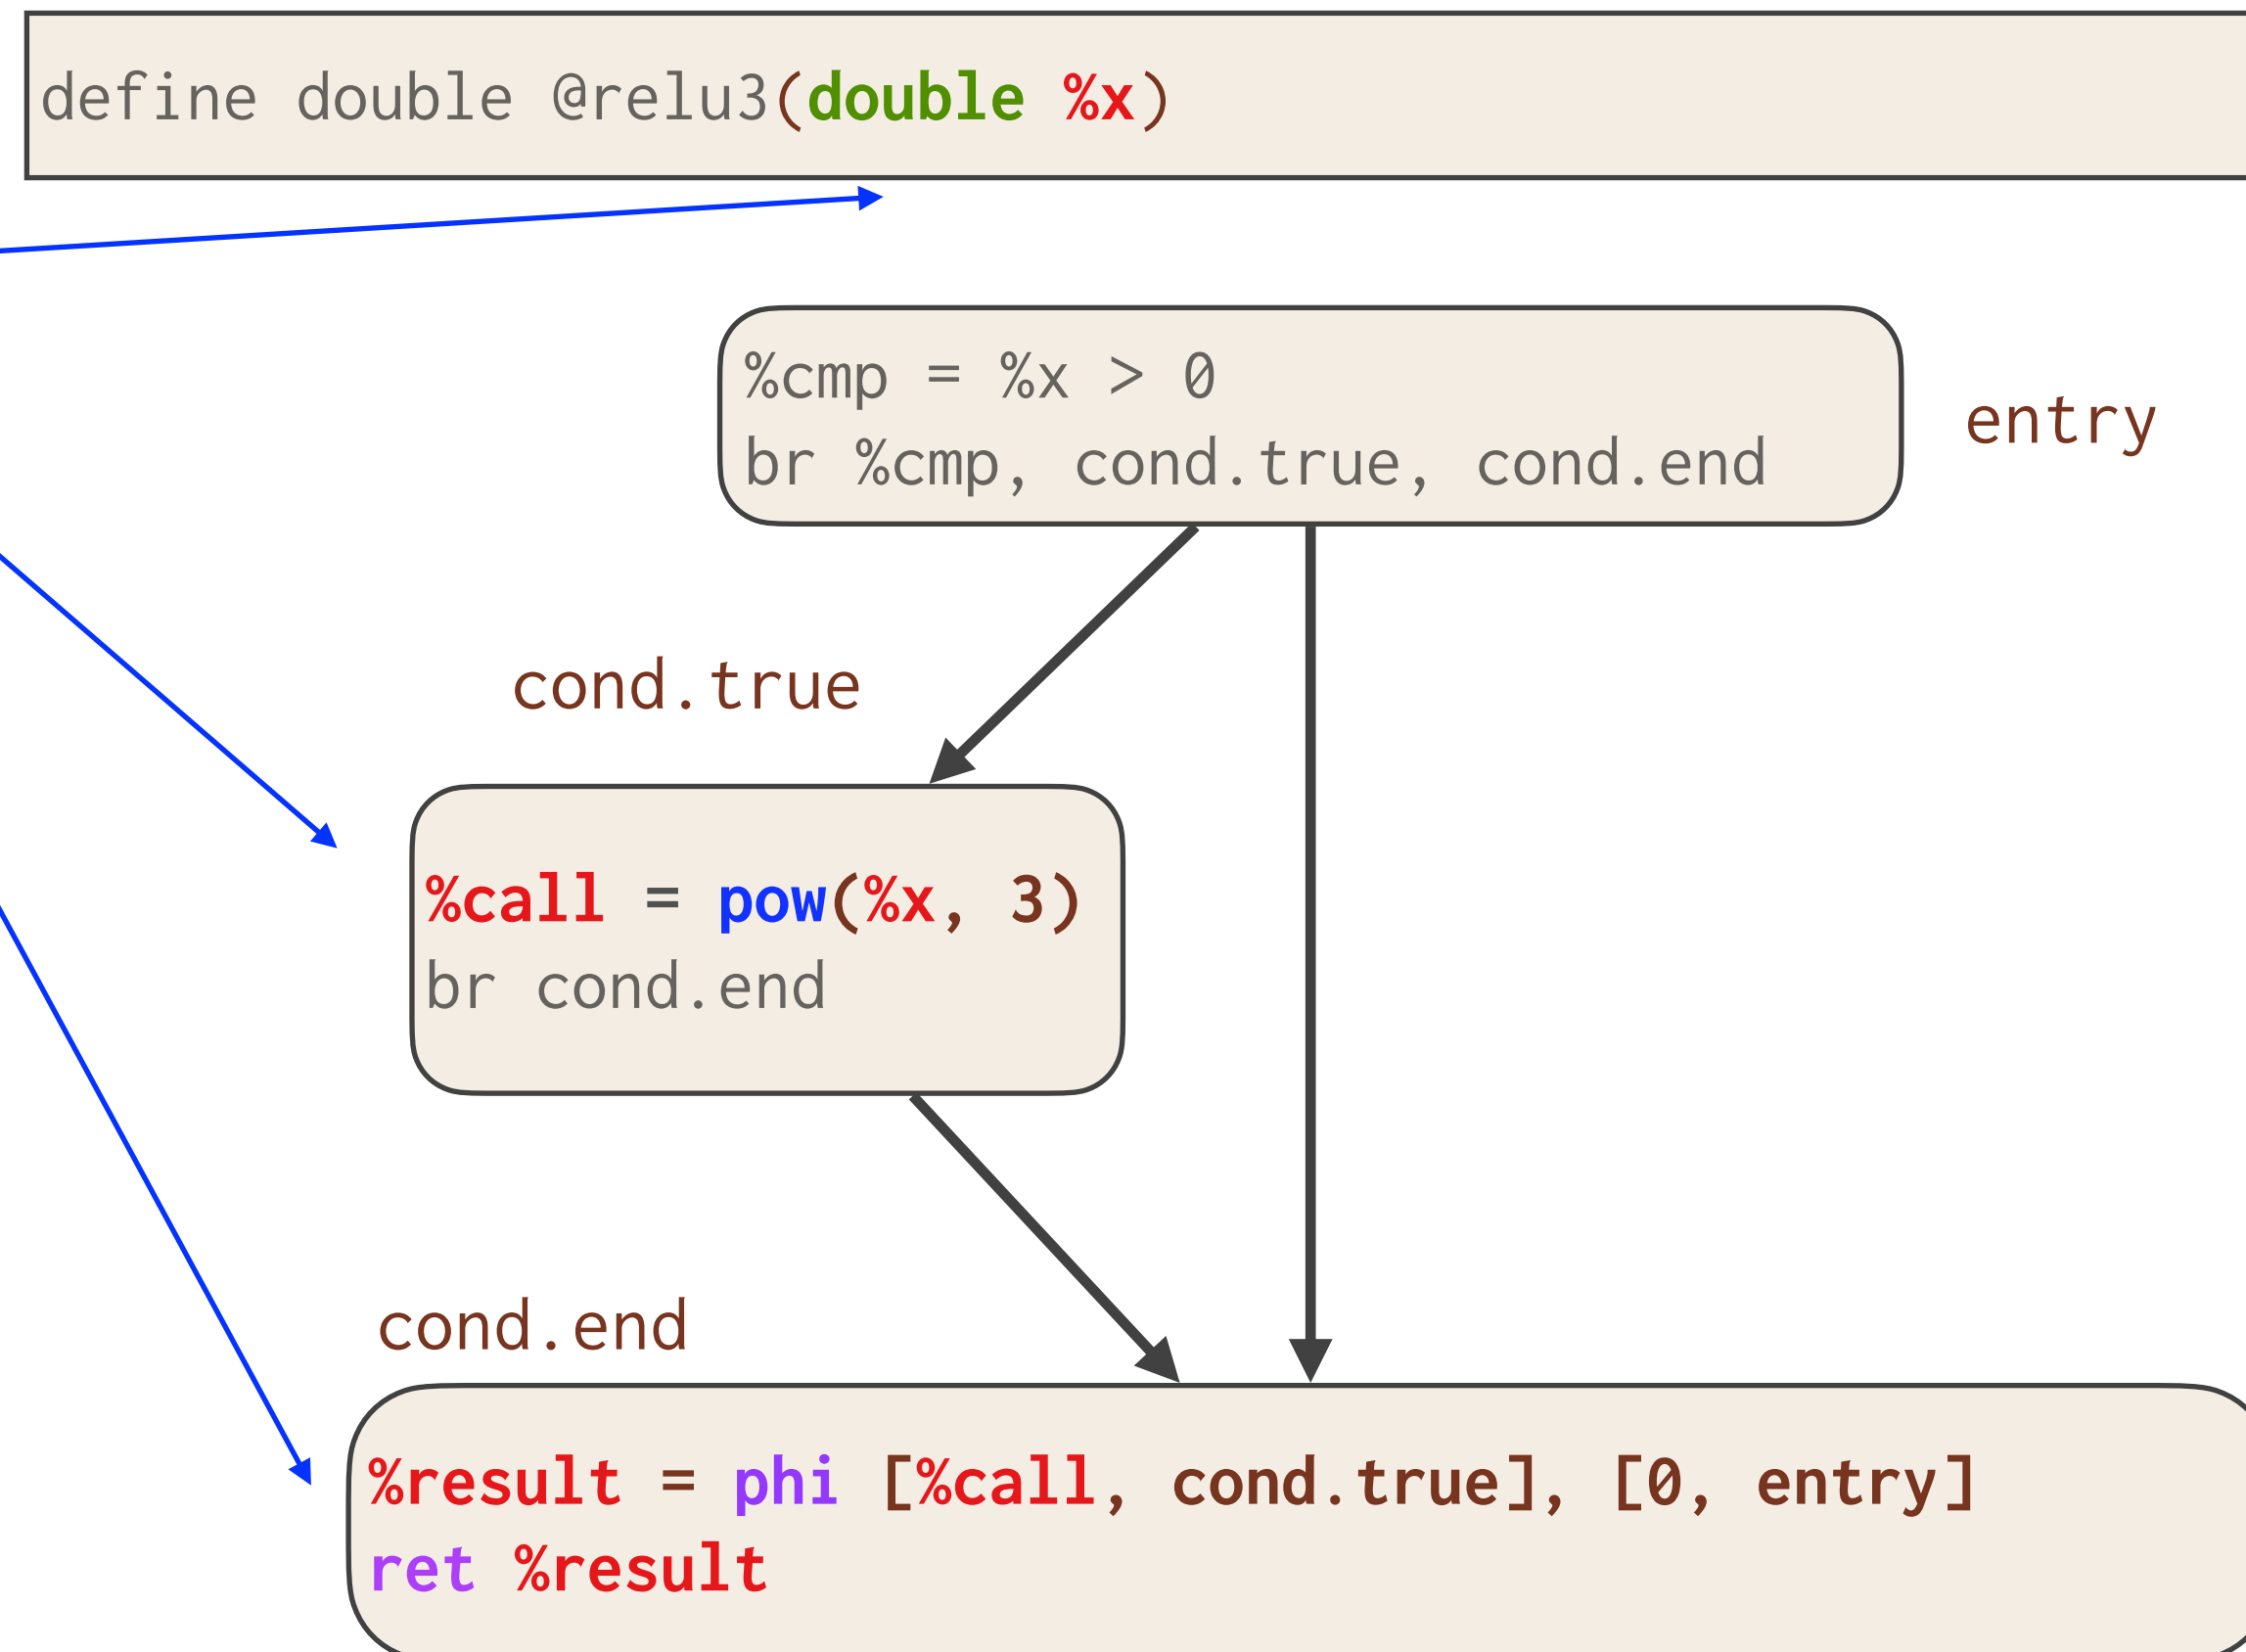 define double @relu3(double %x)
%cmp = %x > 0
br %cmp, cond.true, cond.end
entry
cond.true
%call = pow(%x, 3)
br cond.end
cond.end
%result = phi [%call, cond.true], [0, entry]
ret %result